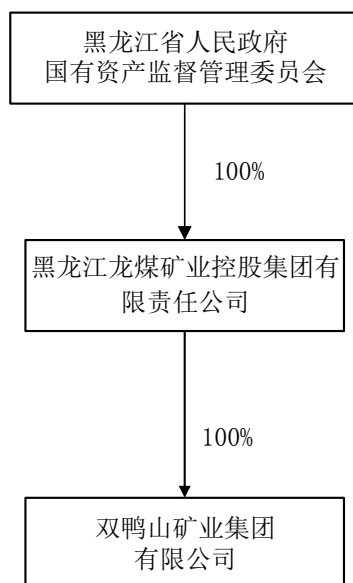 黑龙江省人民政府
国有资产监督管理委员会
100%
黑龙江龙煤矿业控股集团有
限责任公司
100%
双鸭山矿业集团
有限公司